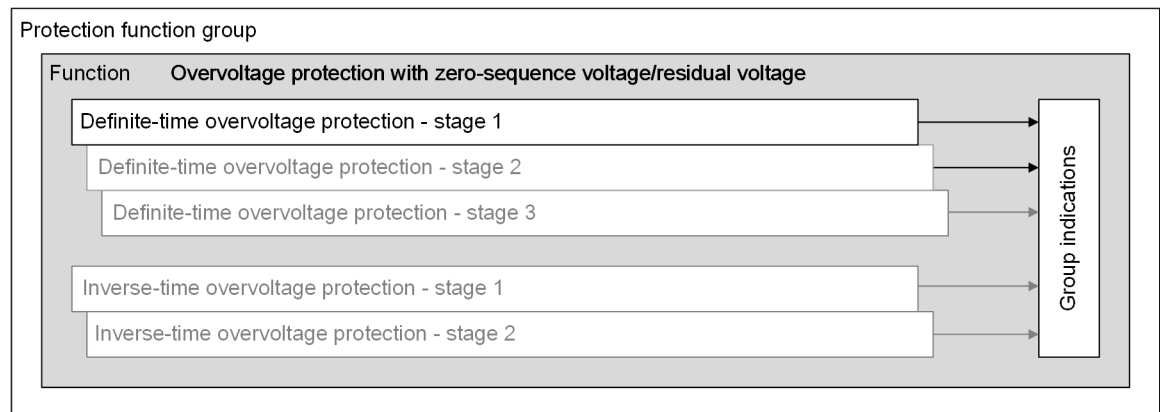 Protection function group
Function Overvoltage protection with zero-sequence voltage/residual voltage
Definite-time overvoltage protection - stage 1
Definite-time overvoltage protection - stage 2
Definite-time overvoltage protection - stage 3
Inverse-time overvoltage protection - stage 1
Inverse-time overvoltage protection - stage 2
Group indications